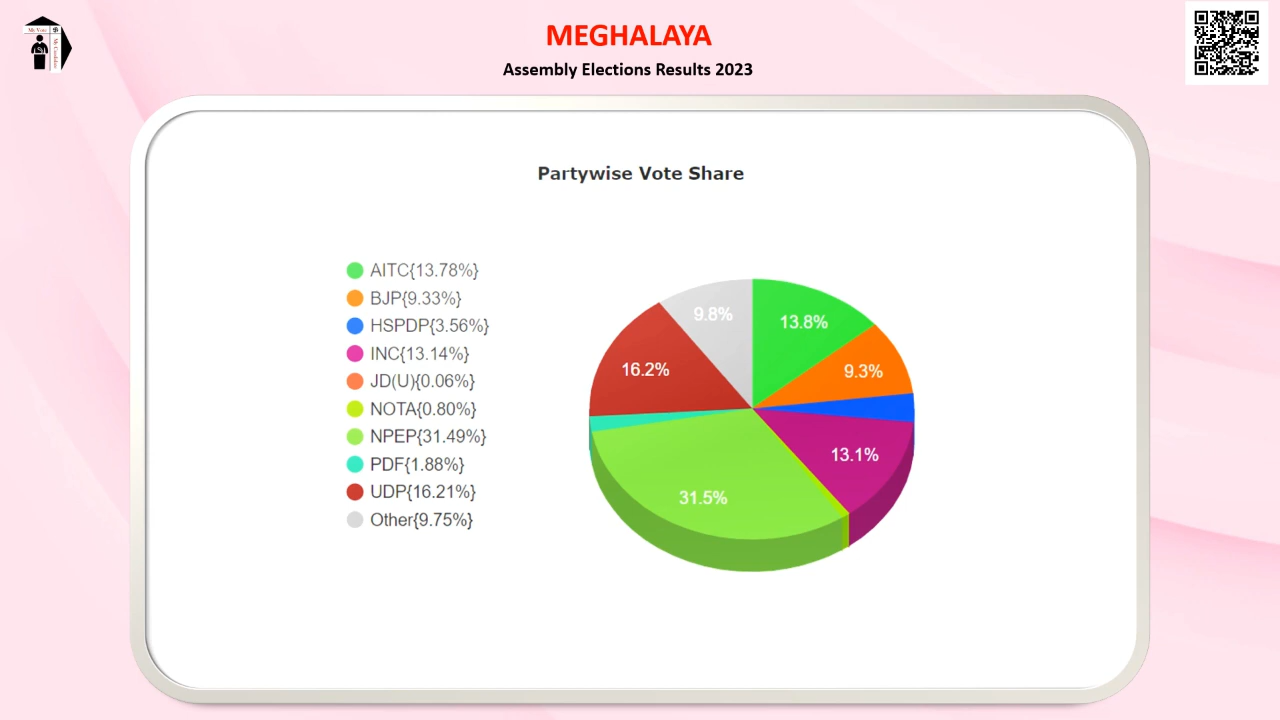 MEGHALAYA
Assembly Elections Results 2023
My Vote
Partywise Vote Share
AITC{13.78%}
BJP{9.33%}
HSPDP{3.56%}
INC{13.14%}
JD(U){0.06%}
NOTA{0.80%}
NPEP{31.49%}
PDF{1.88%}
UDP{16.21%}
Other{9.75%}
9.8%
13.8%
9.3%
16.2%
13.1%
31.5%